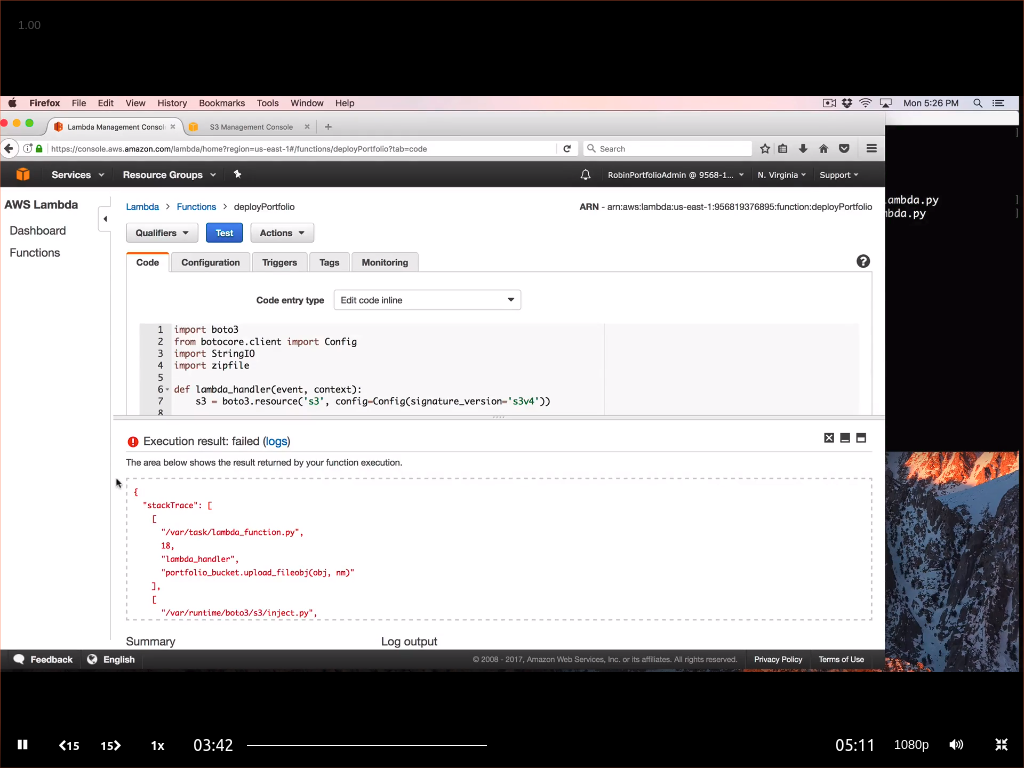 1.00
Firefox File Edit View History Bookmarks Tools Window Help Mon 5:26 PM
Lambda Management Consol × S3 Management Console × +
https://console.aws.amazon.com/lambda/home?region=us-east-1#/functions/deployPortfolio?tab=code Search
Services Resource Groups RobinPortfolioAdmin @ 9568-1... N. Virginia Support
AWS Lambda
Dashboard
Functions
Lambda > Functions > deployPortfolio ARN - arn:aws:lambda:us-east-1:956819376895:function:deployPortfolio
ambda.py
bda.py
Qualifiers Test Actions
Code Configuration Triggers Tags Monitoring ?
Code entry type Edit code inline
1 import boto3
2 from botocore.client import Config
3 import StringIO
4 import zipfile
5
6 def lambda_handler(event, context):
7 s3 = boto3.resource('s3', config=Config(signature_version='s3v4'))
8
Execution result: failed (logs)
The area below shows the result returned by your function execution.
{
"stackTrace": [
[
"/var/task/lambda_function.py",
18,
"lambda_handler",
"portfolio_bucket.upload_fileobj(obj, nm)"
],
[
"/var/runtime/boto3/s3/inject.py",
Summary Log output
Feedback English © 2008 - 2017, Amazon Web Services, Inc. or its affiliates. All rights reserved. Privacy Policy Terms of Use
15 15 1x 03:42 05:11 1080p